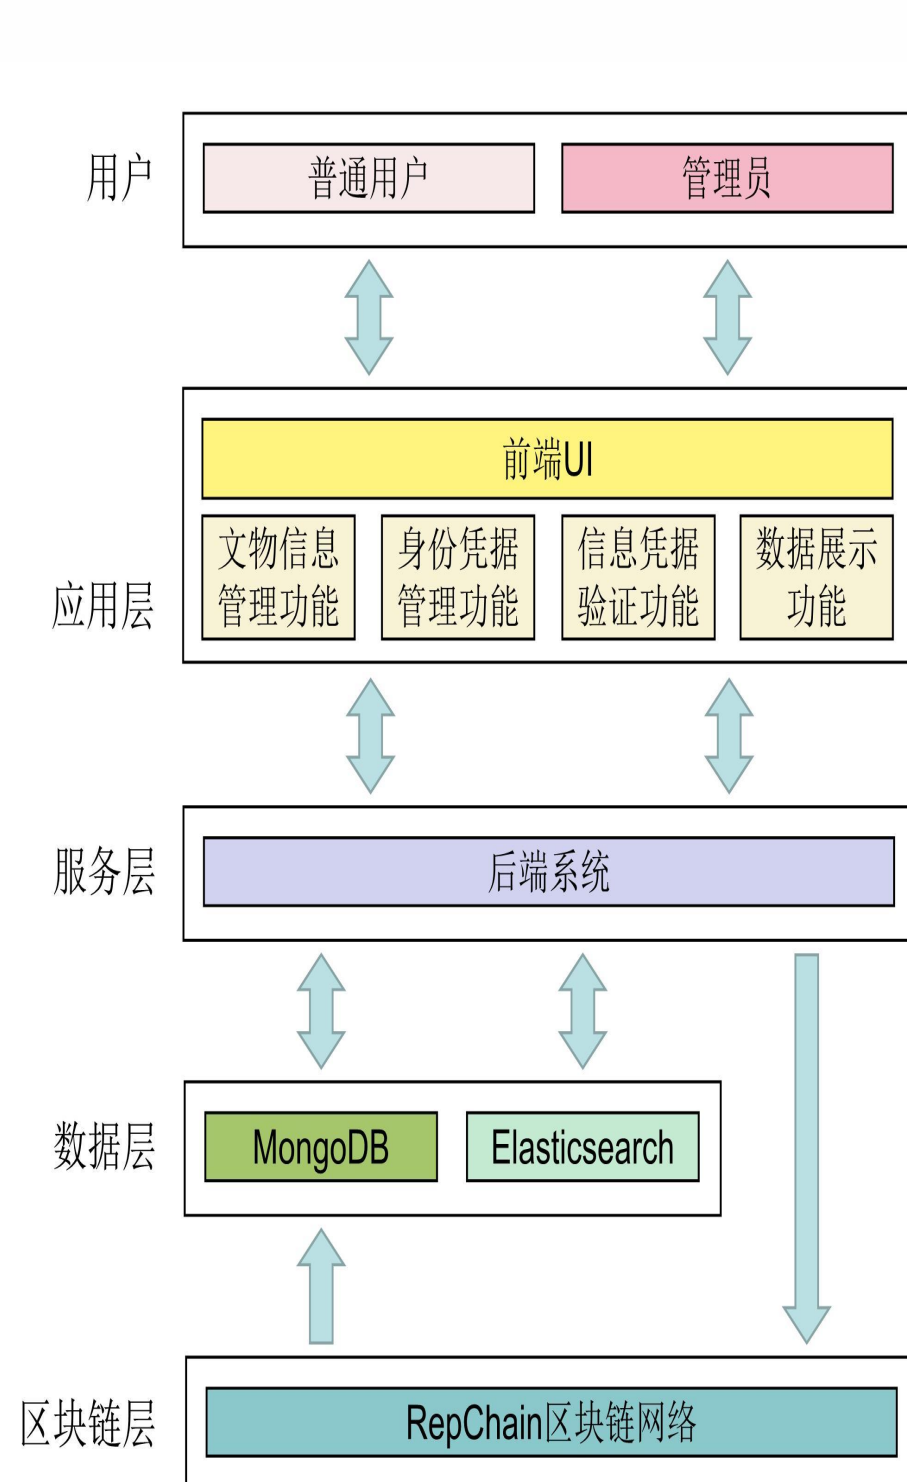 用户
普通用户
管理员
前端UI
应用层
文物信息
管理功能
身份凭据
管理功能
信息凭据
验证功能
数据展示
功能
服务层
后端系统
数据层
MongoDB
Elasticsearch
区块链层
RepChain区块链网络